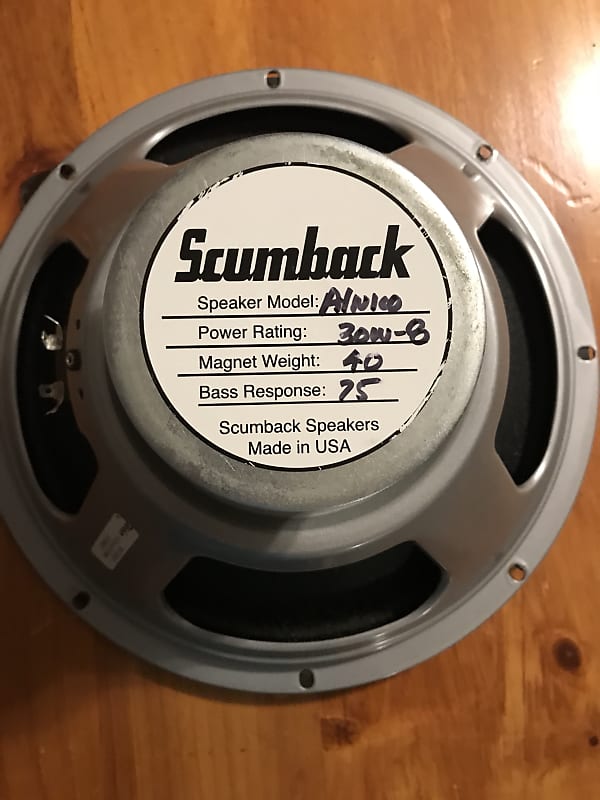 Scumback
Speaker Model: AlNico
Power Rating: 30W-8
Magnet Weight: 40
Bass Response: 75
Scumback Speakers
Made in USA